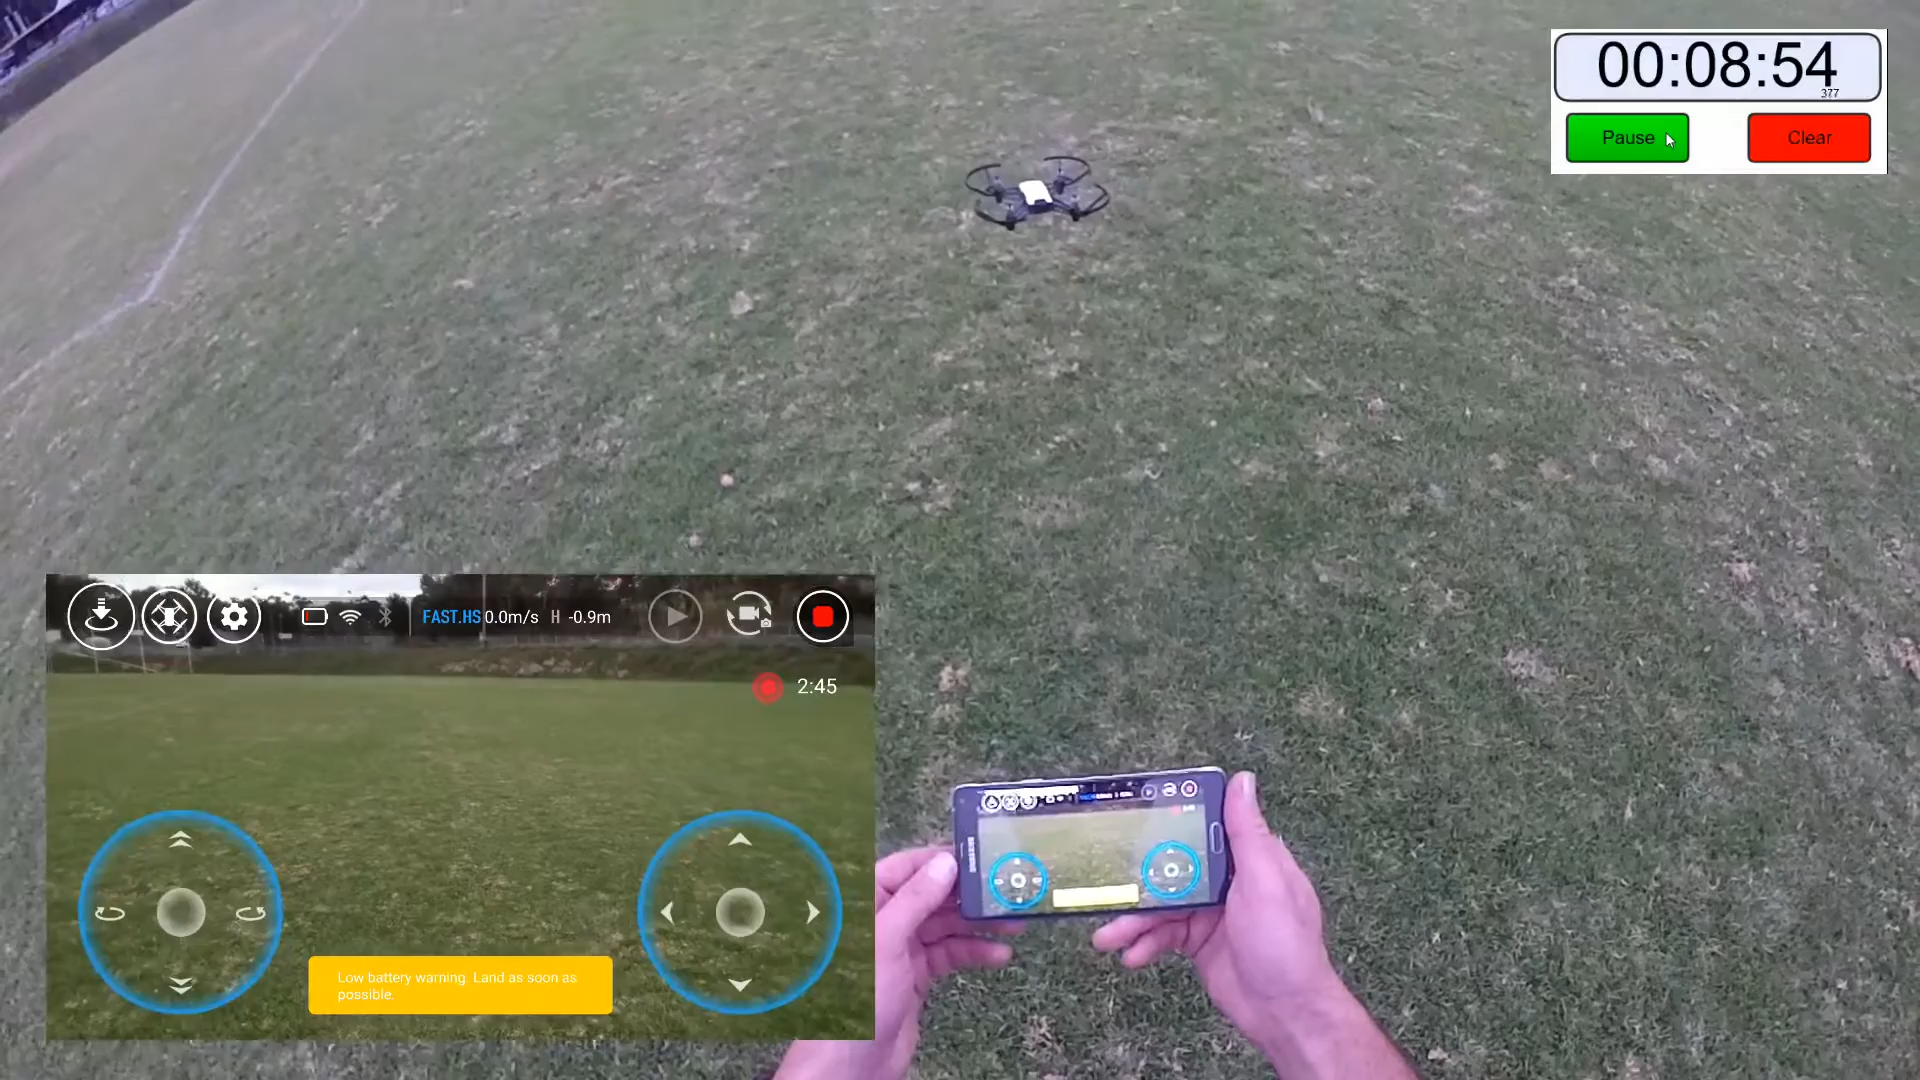 00:08:54
377
Pause
Clear
FAST.HS 0.0m/s H -0.9m
2:45
Low battery warning. Land as soon as
possible.